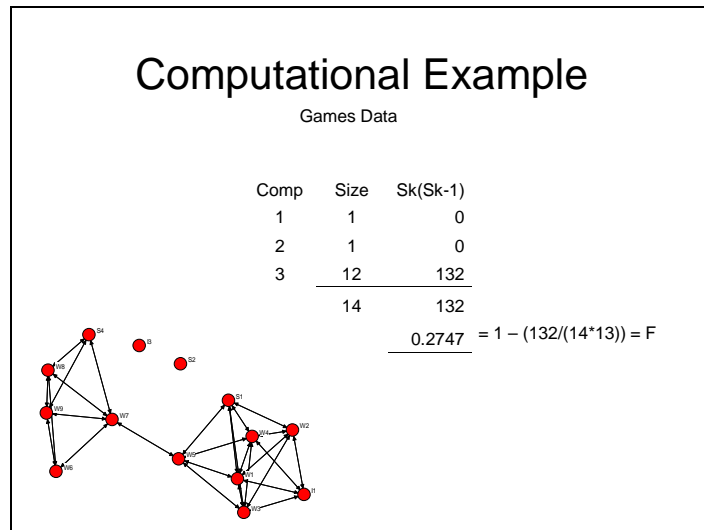 Computational Example
Games Data
Comp Size Sk(Sk-1)
1 1 0
2 1 0
3 12 132
14 132
0.2747 = 1 – (132/(14*13)) = F
S4
I3
S2
W8
W9
W7
W6
S1
W4
W2
W5
W1
I1
W3